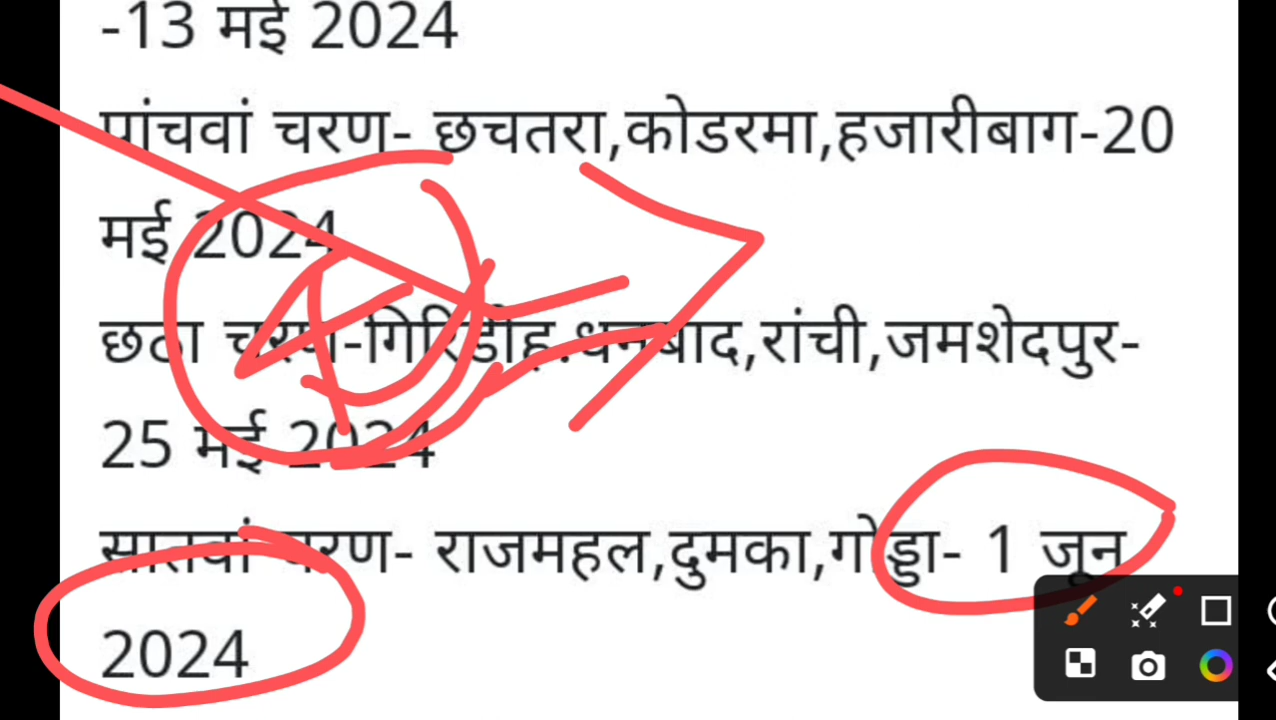 -13 मई 2024
पांचवां चरण- छचतरा,कोडरमा,हजारीबाग-20
मई 2024
छठा चरण-गिरिडीह.धनबाद,रांची,जमशेदपुर-
25 मई 2024
सातवां चरण- राजमहल,दुमका,गोड्डा- 1 जून
2024